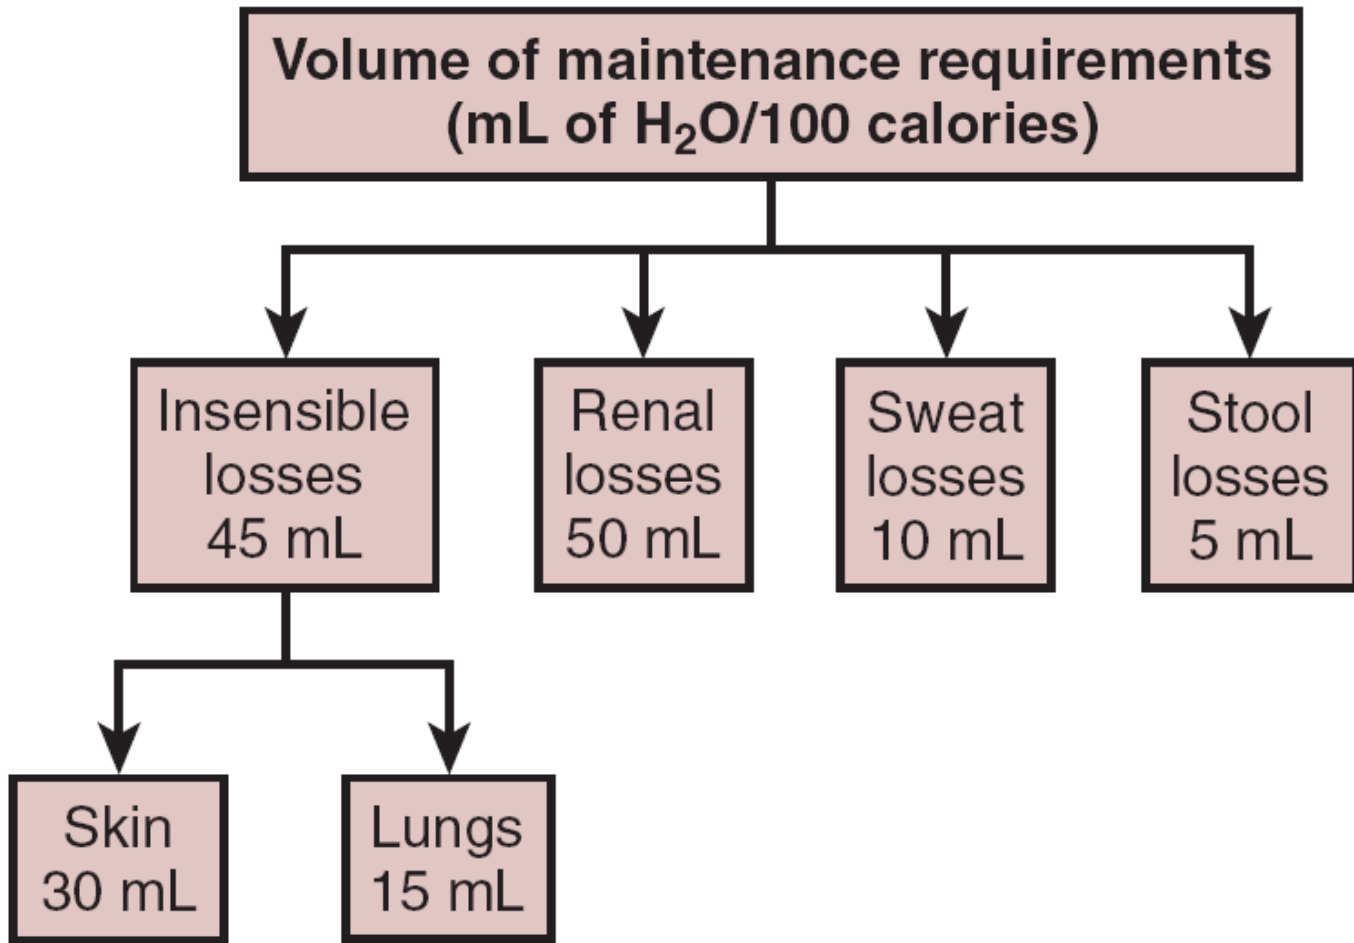 Volume of maintenance requirements
(mL of H₂O/100 calories)
Insensible
losses
45 mL
Renal
losses
50 mL
Sweat
losses
10 mL
Stool
losses
5 mL
Skin
30 mL
Lungs
15 mL